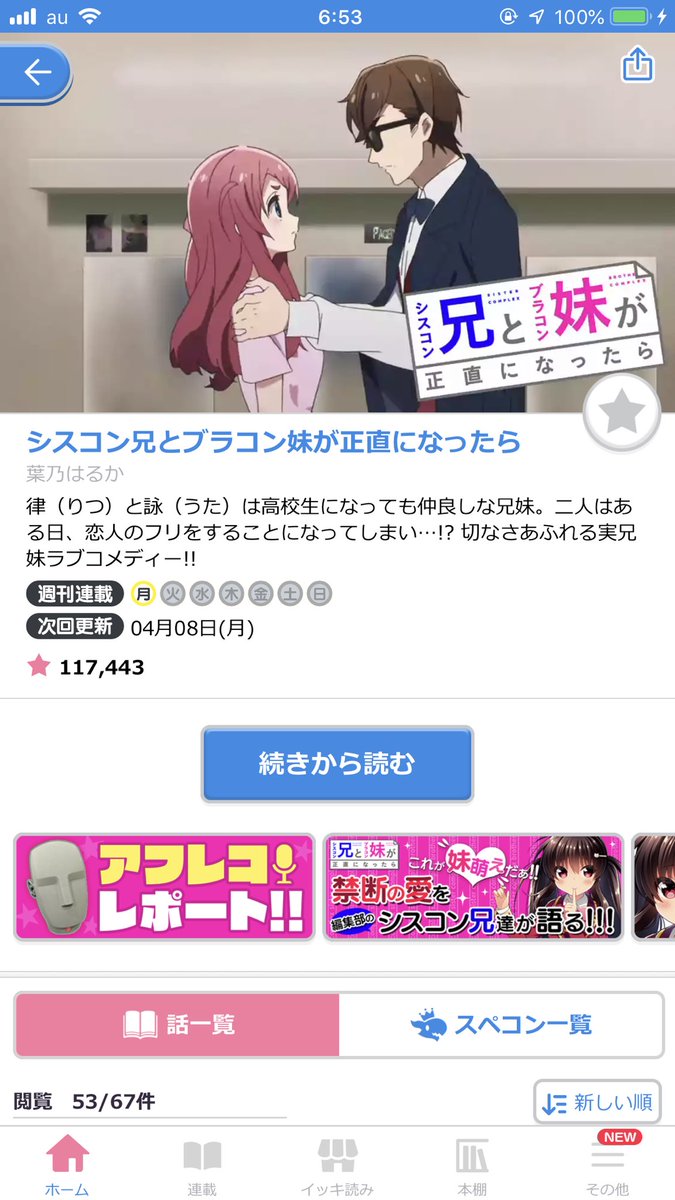 au 6:53 100%
PAGE
シスコン兄とブラコン妹が
SISTER COMPLEX
BROTHER COMPLEX
正直になったら
シスコン兄とブラコン妹が正直になったら
葉乃はるか
律（りつ）と詠（うた）は高校生になっても仲良しな兄妹。二人はあ
る日、恋人のフリをすることになってしまい…!? 切なさあふれる実兄
妹ラブコメディー!!
週刊連載 月 火 水 木 金 土 日
次回更新 04月08日(月)
117,443
続きから読む
アフレコ
レポート!!
シスコン兄とブラコン妹が
正直になったら
これが妹萌えだぁ!!
禁断の愛を
編集部のシスコン兄達が語る!!!
話一覧 スペコン一覧
閲覧 53/67件 新しい順
NEW
ホーム 連載 イッキ読み 本棚 その他